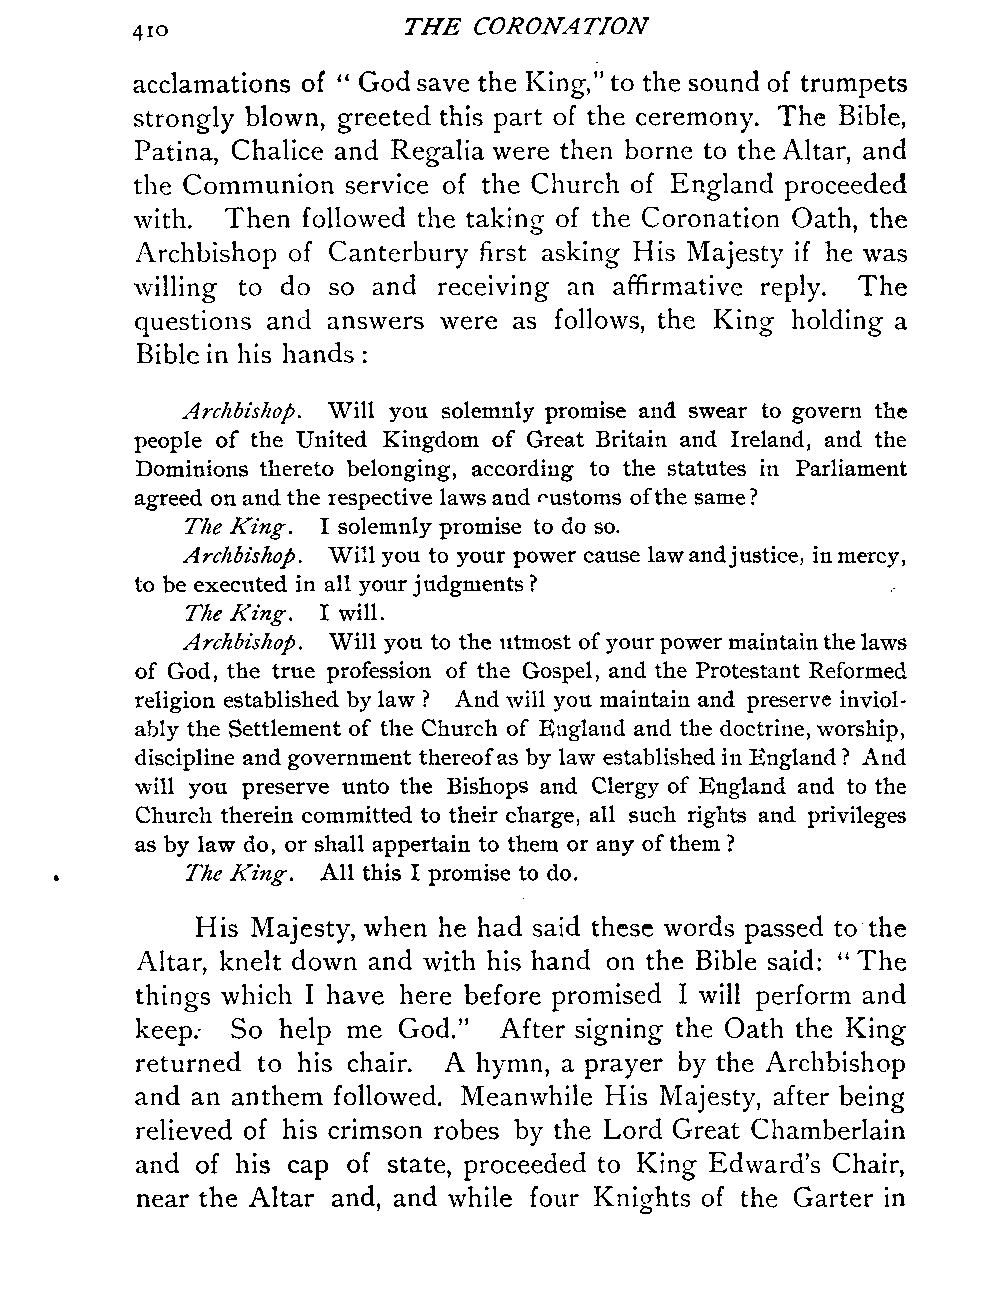 410 THE CORONATION
acclamations of “ God save the King,” to the sound of trumpets
strongly blown, greeted this part of the ceremony. The Bible,
Patina, Chalice and Regalia were then borne to the Altar, and
the Communion service of the Church of England proceeded
with. Then followed the taking of the Coronation Oath, the
Archbishop of Canterbury first asking His Majesty if he was
willing to do so and receiving an affirmative reply. The
questions and answers were as follows, the King holding a
Bible in his hands :
Archbishop. Will you solemnly promise and swear to govern the
people of the United Kingdom of Great Britain and Ireland, and the
Dominions thereto belonging, according to the statutes in Parliament
agreed on and the respective laws and customs of the same ?
The King. I solemnly promise to do so.
Archbishop. Will you to your power cause law and justice, in mercy,
to be executed in all your judgments ?
The King. I will.
Archbishop. Will you to the utmost of your power maintain the laws
of God, the true profession of the Gospel, and the Protestant Reformed
religion established by law ? And will you maintain and preserve inviol-
ably the Settlement of the Church of England and the doctrine, worship,
discipline and government thereof as by law established in England ? And
will you preserve unto the Bishops and Clergy of England and to the
Church therein committed to their charge, all such rights and privileges
as by law do, or shall appertain to them or any of them ?
The King. All this I promise to do.
His Majesty, when he had said these words passed to the
Altar, knelt down and with his hand on the Bible said: “ The
things which I have here before promised I will perform and
keep. So help me God.” After signing the Oath the King
returned to his chair. A hymn, a prayer by the Archbishop
and an anthem followed. Meanwhile His Majesty, after being
relieved of his crimson robes by the Lord Great Chamberlain
and of his cap of state, proceeded to King Edward's Chair,
near the Altar and, and while four Knights of the Garter in